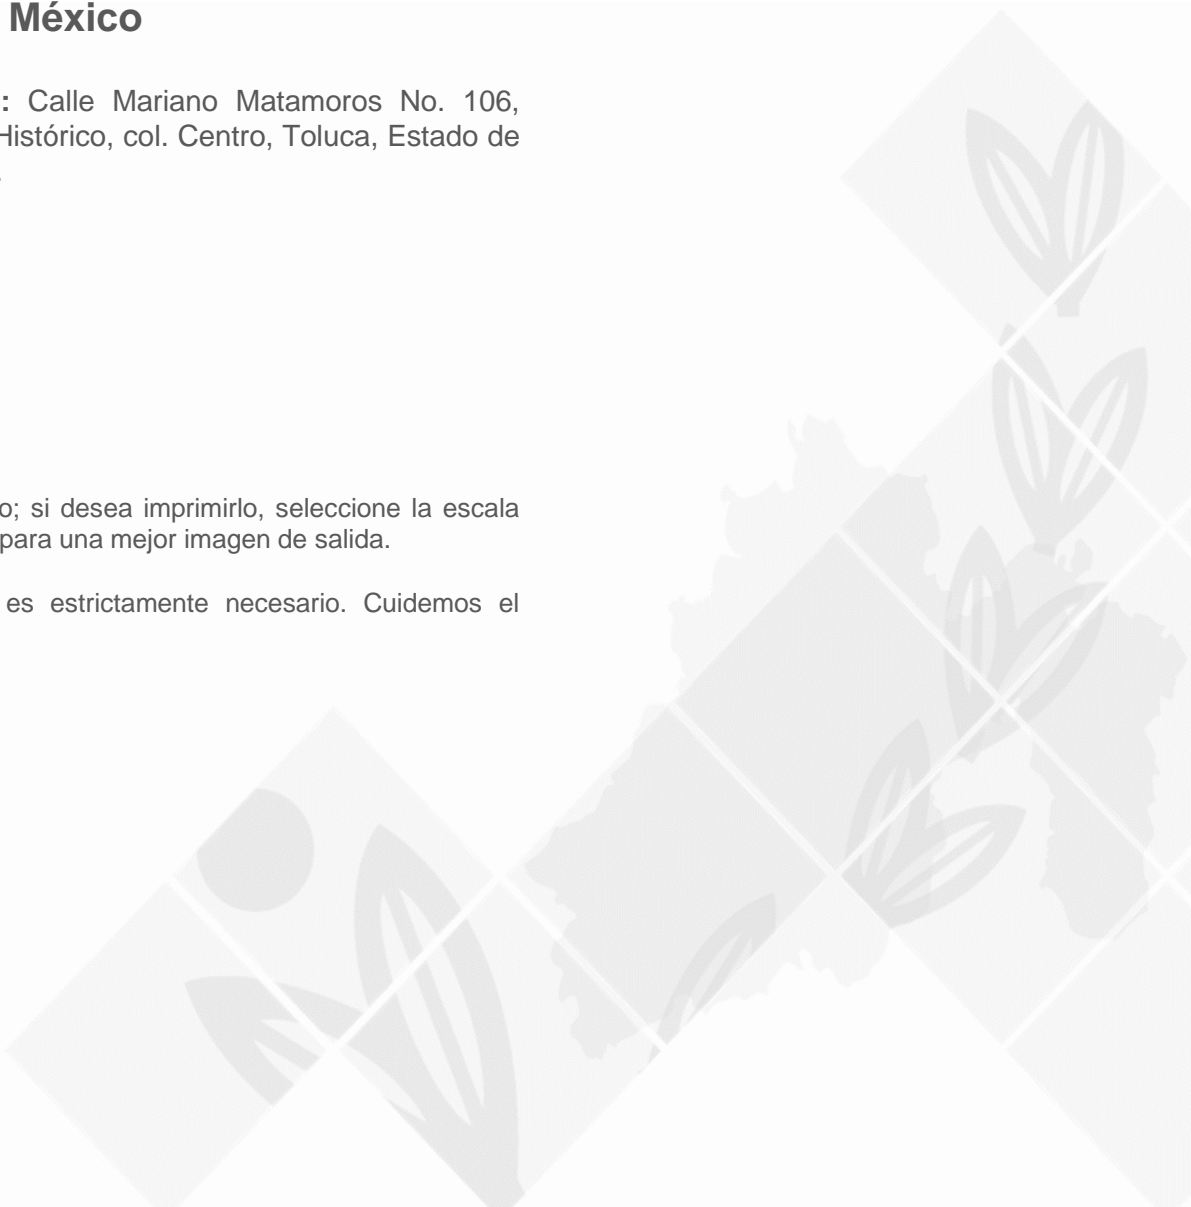 México
: Calle Mariano Matamoros No. 106,
Histórico, col. Centro, Toluca, Estado de
.
o; si desea imprimirlo, seleccione la escala
para una mejor imagen de salida.
es estrictamente necesario. Cuidemos el